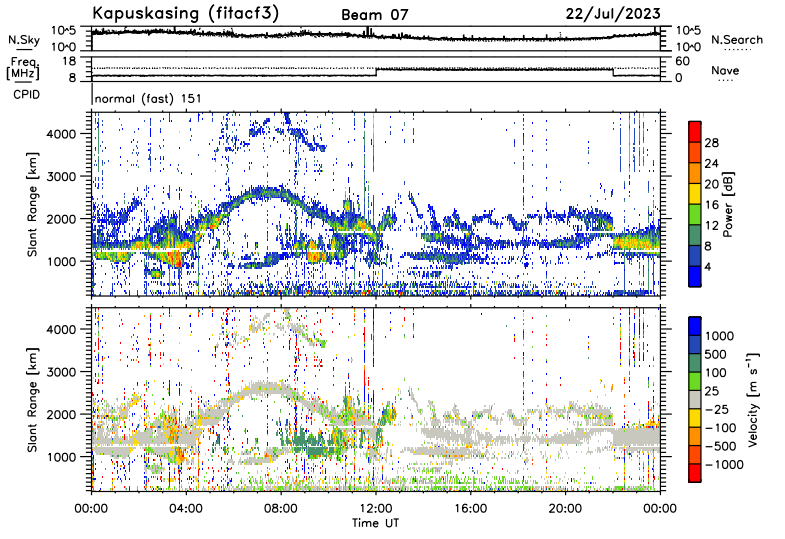 Kapuskasing (fitacf3) Beam 07 22/Jul/2023
N.Sky 10^5 10^0 10^5 10^0 N.Search
Freq. [MHz] 18 8 60 0 Nave
CPID normal (fast) 151
Slant Range [km] 4000 3000 2000 1000
Power [dB] 28 24 20 16 12 8 4
Slant Range [km] 4000 3000 2000 1000
Velocity [m s⁻¹] 1000 500 100 25 −25 −100 −500 −1000
00:00 04:00 08:00 12:00 16:00 20:00 00:00
Time UT